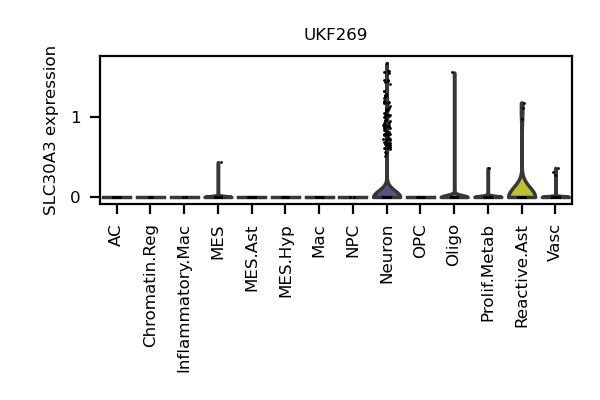 UKF269
SLC30A3 expression
1
0
AC
Chromatin.Reg
Inflammatory.Mac
MES
MES.Ast
MES.Hyp
Mac
NPC
Neuron
OPC
Oligo
Prolif.Metab
Reactive.Ast
Vasc